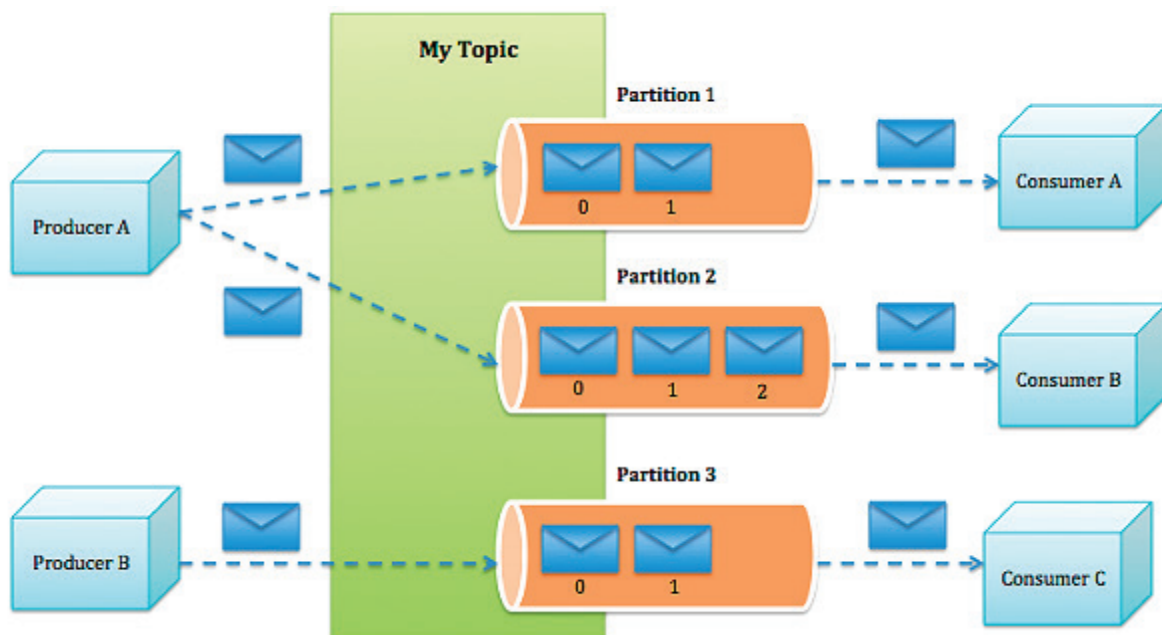 My Topic
Partition 1
Producer A
0 1
Consumer A
Partition 2
0 1 2
Consumer B
Partition 3
Producer B
0 1
Consumer C